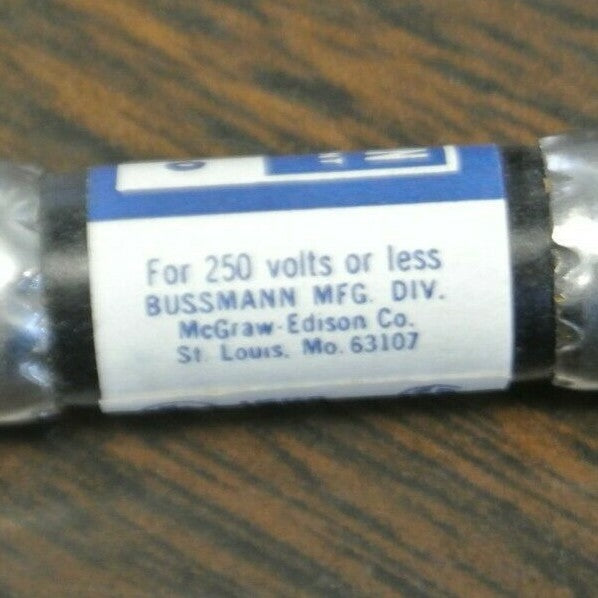 For 250 volts or less
BUSSMANN MFG. DIV.
McGraw-Edison Co.
St. Louis, Mo. 63107